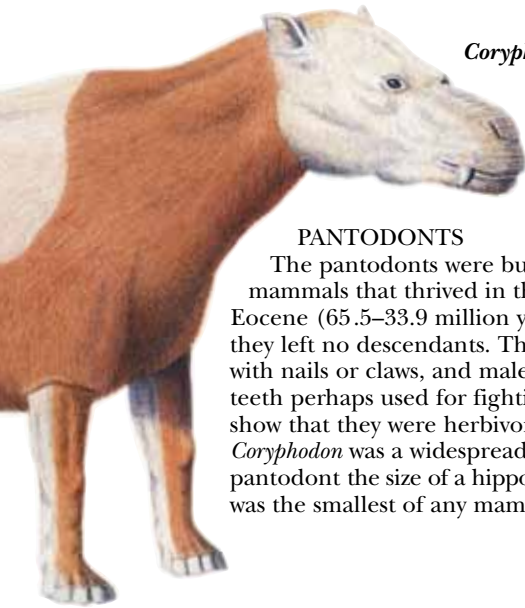 Coryph
PANTODONTS
The pantodonts were bu
mammals that thrived in th
Eocene (65.5–33.9 million y
they left no descendants. Th
with nails or claws, and male
teeth perhaps used for fighti
show that they were herbivor
Coryphodon was a widespread
pantodont the size of a hippo
was the smallest of any mam